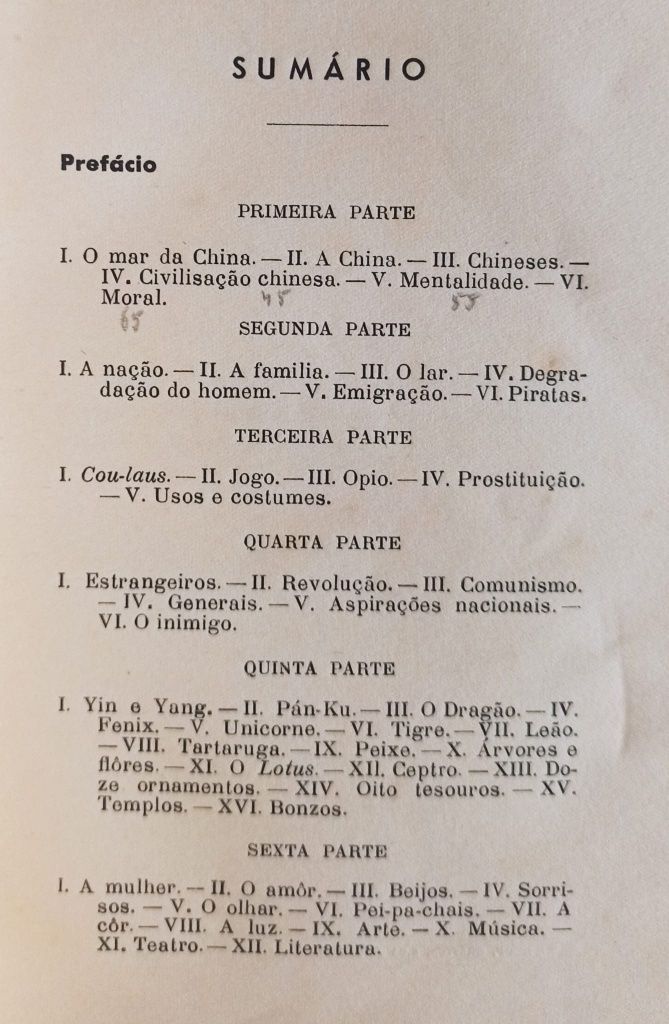 SUMÁRIO
Prefácio
PRIMEIRA PARTE
I. O mar da China. — II. A China. — III. Chineses. —
IV. Civilisação chinesa. — V. Mentalidade. — VI.
Moral. 45 55
65
SEGUNDA PARTE
I. A nação. — II. A familia. — III. O lar. — IV. Degra-
dação do homem. — V. Emigração. — VI. Piratas.
TERCEIRA PARTE
I. Cou-laus. — II. Jogo. — III. Opio. — IV. Prostituição.
— V. Usos e costumes.
QUARTA PARTE
I. Estrangeiros. — II. Revolução. — III. Comunismo.
— IV. Generais. — V. Aspirações nacionais. —
VI. O inimigo.
QUINTA PARTE
I. Yin e Yang. — II. Pán-Ku. — III. O Dragão. — IV.
Fenix. — V. Unicorne. — VI. Tigre. — VII. Leão.
— VIII. Tartaruga. — IX. Peixe. — X. Árvores e
flôres. — XI. O Lotus. — XII. Ceptro. — XIII. Do-
ze ornamentos. — XIV. Oito tesouros. — XV.
Templos. — XVI. Bonzos.
SEXTA PARTE
I. A mulher. — II. O amôr. — III. Beijos. — IV. Sorri-
sos. — V. O olhar. — VI. Pei-pa-chais. — VII. A
côr. — VIII. A luz. — IX. Arte. — X. Música. —
XI. Teatro. — XII. Literatura.